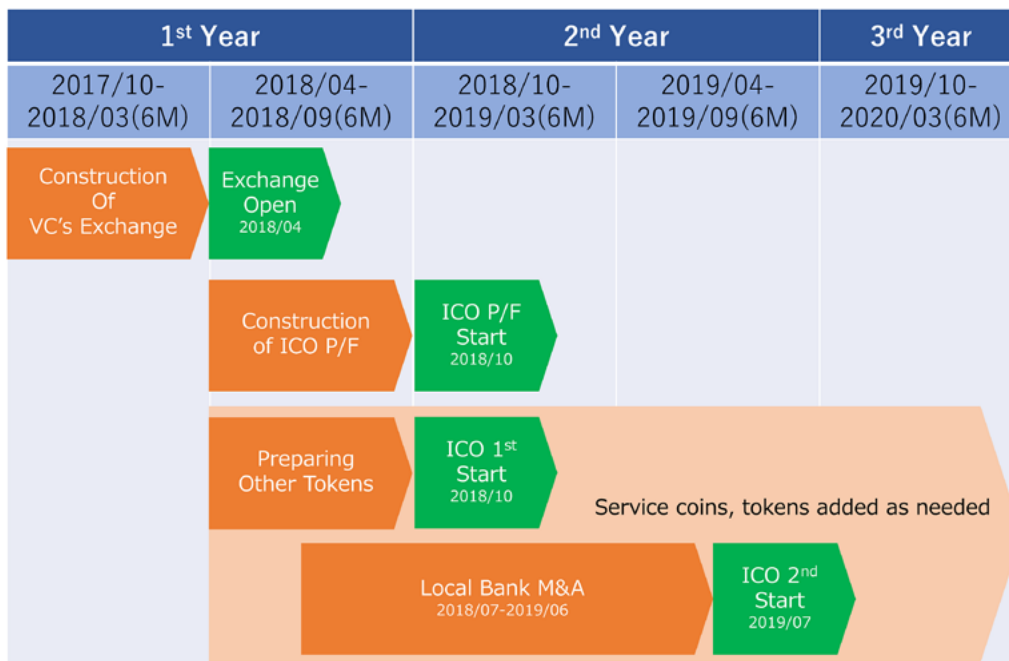 1st Year
2nd Year
3rd Year
2017/10-
2018/03(6M)
2018/04-
2018/09(6M)
2018/10-
2019/03(6M)
2019/04-
2019/09(6M)
2019/10-
2020/03(6M)
Construction
Of
VC's Exchange
Exchange
Open
2018/04
Construction
of ICO P/F
ICO P/F
Start
2018/10
Preparing
Other Tokens
ICO 1st
Start
2018/10
Service coins, tokens added as needed
Local Bank M&A
2018/07-2019/06
ICO 2nd
Start
2019/07